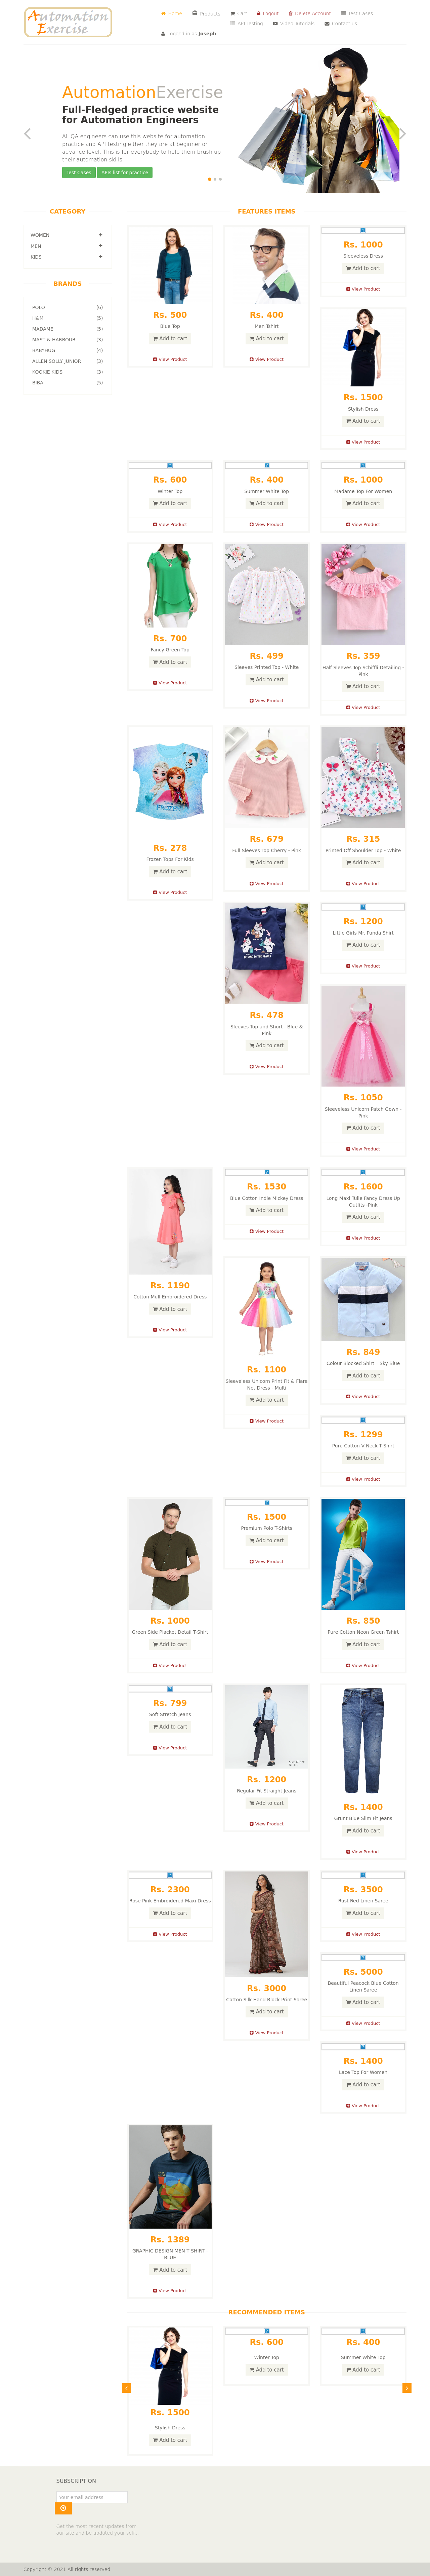 Automation
Exercise
Home
Products
Cart
Logout
Delete Account
Test Cases
API Testing
Video Tutorials
Contact us
Logged in as Joseph
AutomationExercise
Full-Fledged practice website
for Automation Engineers
All QA engineers can use this website for automation
practice and API testing either they are at beginner or
advance level. This is for everybody to help them brush up
their automation skills.
Test Cases
APIs list for practice
CATEGORY
WOMEN
MEN
KIDS
BRANDS
POLO (6)
H&M (5)
MADAME (5)
MAST & HARBOUR (3)
BABYHUG (4)
ALLEN SOLLY JUNIOR (3)
KOOKIE KIDS (3)
BIBA (5)
FEATURES ITEMS
Rs. 500
Blue Top
Add to cart
View Product
Rs. 400
Men Tshirt
Add to cart
View Product
Rs. 1000
Sleeveless Dress
Add to cart
View Product
Rs. 1500
Stylish Dress
Add to cart
View Product
Rs. 600
Winter Top
Add to cart
View Product
Rs. 400
Summer White Top
Add to cart
View Product
Rs. 1000
Madame Top For Women
Add to cart
View Product
Rs. 700
Fancy Green Top
Add to cart
View Product
Rs. 499
Sleeves Printed Top - White
Add to cart
View Product
Rs. 359
Half Sleeves Top Schiffli Detailing -
Pink
Add to cart
View Product
Rs. 278
Frozen Tops For Kids
Add to cart
View Product
Rs. 679
Full Sleeves Top Cherry - Pink
Add to cart
View Product
Rs. 315
Printed Off Shoulder Top - White
Add to cart
View Product
Rs. 478
Sleeves Top and Short - Blue &
Pink
Add to cart
View Product
Rs. 1200
Little Girls Mr. Panda Shirt
Add to cart
View Product
Rs. 1050
Sleeveless Unicorn Patch Gown -
Pink
Add to cart
View Product
Rs. 1190
Cotton Mull Embroidered Dress
Add to cart
View Product
Rs. 1530
Blue Cotton Indie Mickey Dress
Add to cart
View Product
Rs. 1600
Long Maxi Tulle Fancy Dress Up
Outfits -Pink
Add to cart
View Product
Rs. 1100
Sleeveless Unicorn Print Fit & Flare
Net Dress - Multi
Add to cart
View Product
Rs. 849
Colour Blocked Shirt – Sky Blue
Add to cart
View Product
Rs. 1299
Pure Cotton V-Neck T-Shirt
Add to cart
View Product
Rs. 1000
Green Side Placket Detail T-Shirt
Add to cart
View Product
Rs. 1500
Premium Polo T-Shirts
Add to cart
View Product
Rs. 850
Pure Cotton Neon Green Tshirt
Add to cart
View Product
Rs. 799
Soft Stretch Jeans
Add to cart
View Product
Rs. 1200
Regular Fit Straight Jeans
Add to cart
View Product
Rs. 1400
Grunt Blue Slim Fit Jeans
Add to cart
View Product
Rs. 2300
Rose Pink Embroidered Maxi Dress
Add to cart
View Product
Rs. 3000
Cotton Silk Hand Block Print Saree
Add to cart
View Product
Rs. 3500
Rust Red Linen Saree
Add to cart
View Product
Rs. 5000
Beautiful Peacock Blue Cotton
Linen Saree
Add to cart
View Product
Rs. 1400
Lace Top For Women
Add to cart
View Product
Rs. 1389
GRAPHIC DESIGN MEN T SHIRT -
BLUE
Add to cart
View Product
RECOMMENDED ITEMS
Rs. 1500
Stylish Dress
Add to cart
Rs. 600
Winter Top
Add to cart
Rs. 400
Summer White Top
Add to cart
SUBSCRIPTION
Your email address
Get the most recent updates from
our site and be updated your self...
Copyright © 2021 All rights reserved